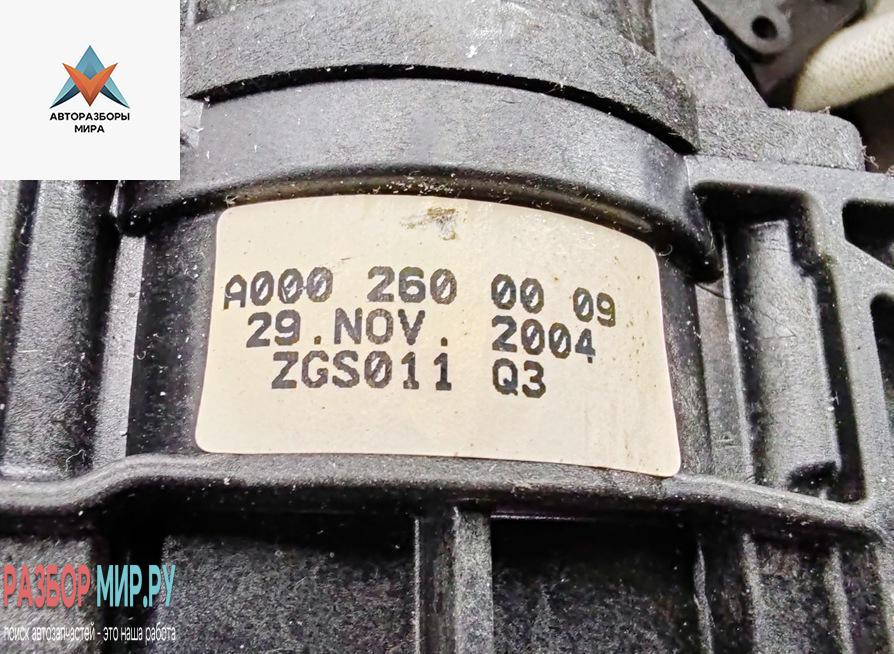 АВТОРАЗБОРЫ
МИРА
A000 260 00 09
29.NOV. 2004
ZGS011 Q3
РАЗБОР МИР.РУ
поиск автозапчастей - это наша работа